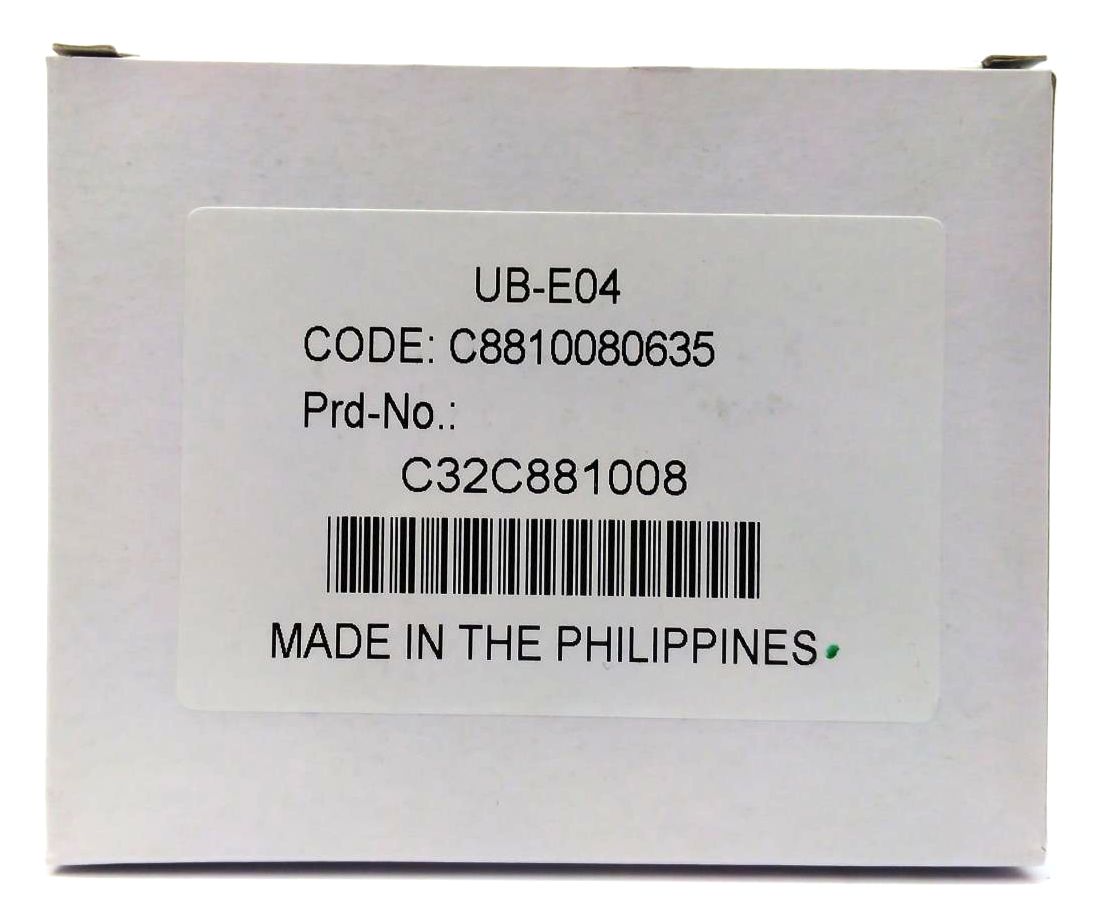 UB-E04
CODE: C8810080635
Prd-No.:
C32C881008
MADE IN THE PHILIPPINES